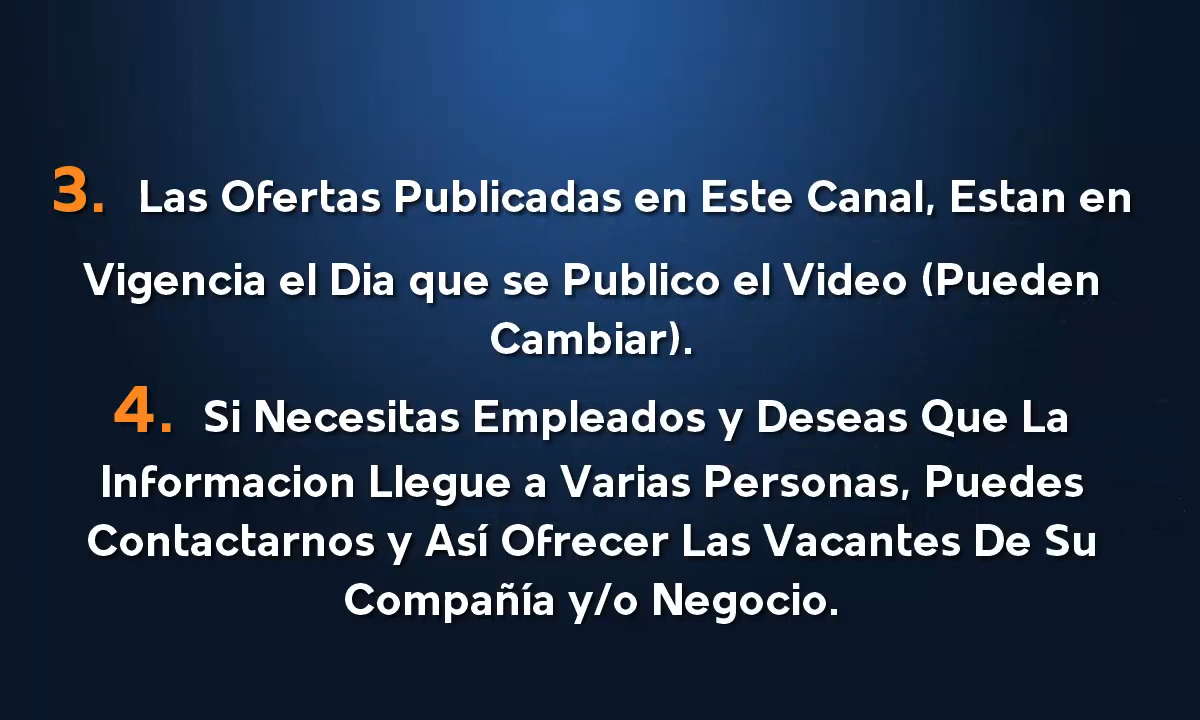 3. Las Ofertas Publicadas en Este Canal, Estan en
Vigencia el Dia que se Publico el Video (Pueden
Cambiar).
4. Si Necesitas Empleados y Deseas Que La
Informacion Llegue a Varias Personas, Puedes
Contactarnos y Así Ofrecer Las Vacantes De Su
Compañía y/o Negocio.